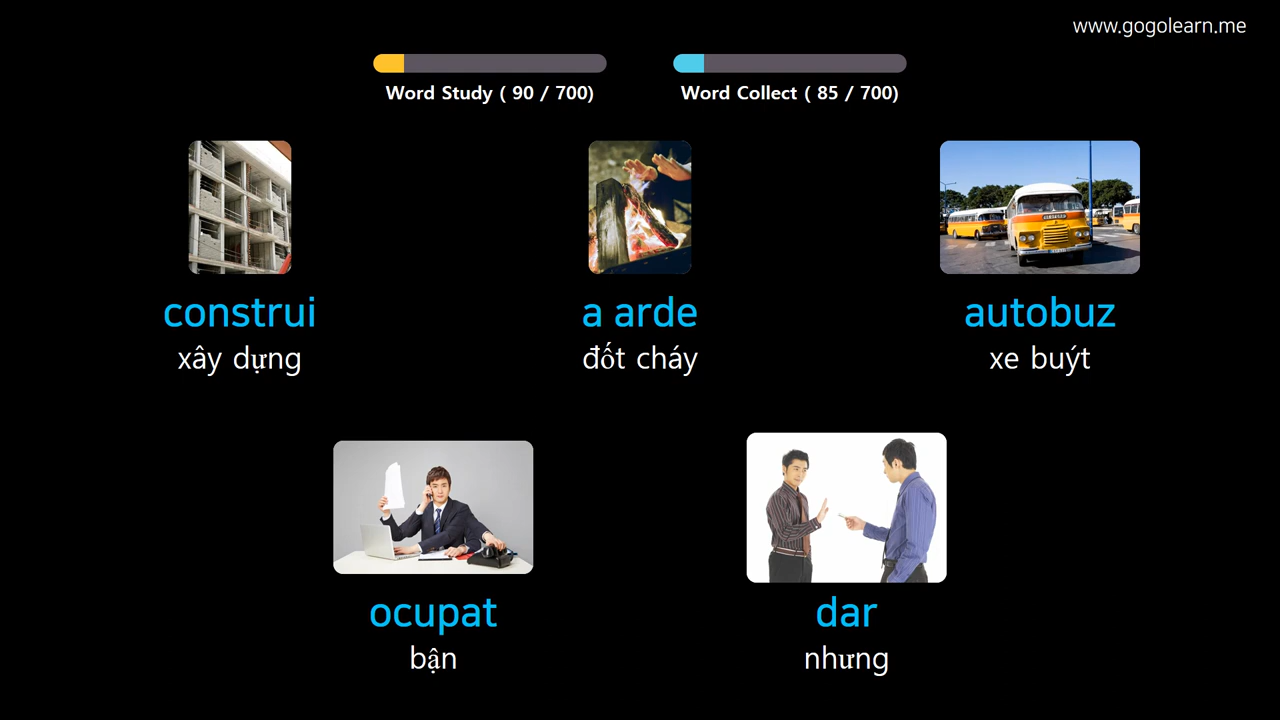 www.gogolearn.me
Word Study ( 90 / 700)
Word Collect ( 85 / 700)
construi
xây dựng
a arde
đốt cháy
autobuz
xe buýt
ocupat
bận
dar
nhưng